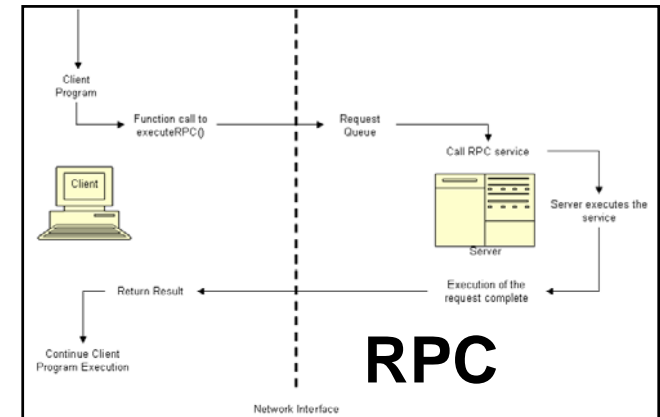 Client
Program
Function call to
executeRPC()
Request
Queue
Call RPC service
Client
Server executes the
service
Server
Return Result
Execution of the
request complete
Continue Client
Program Execution
RPC
Network Interface